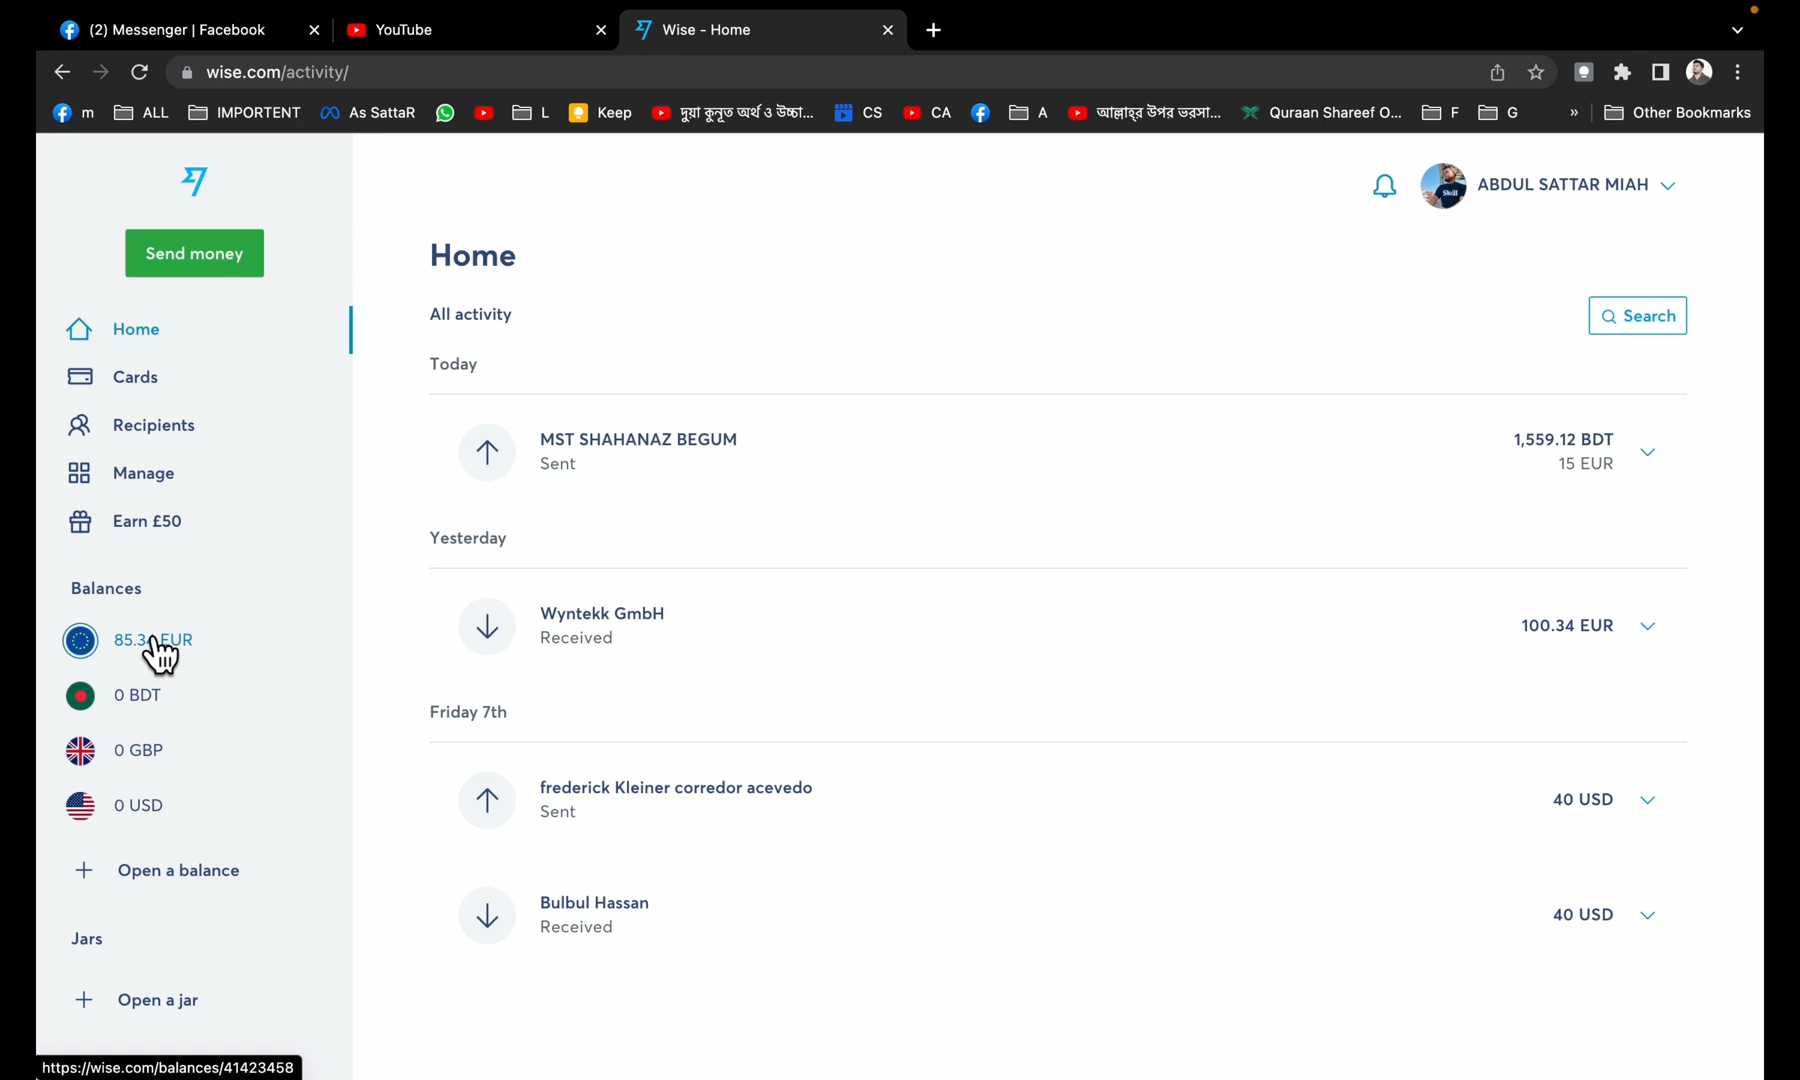 (2) Messenger | Facebook
YouTube
Wise - Home
wise.com/activity/
m
ALL
IMPORTENT
As SattaR
L
Keep
দুয়া কুনূত অর্থ ও উচ্চা...
CS
CA
A
আল্লাহ্‌র উপর ভরসা...
Quraan Shareef O...
F
G
»
Other Bookmarks
Send money
ABDUL SATTAR MIAH
Home
Cards
Recipients
Manage
Earn £50
Balances
85.34 EUR
0 BDT
0 GBP
0 USD
Open a balance
Jars
Open a jar
Home
All activity
Search
Today
MST SHAHANAZ BEGUM
1,559.12 BDT
Sent
15 EUR
Yesterday
Wyntekk GmbH
Received
100.34 EUR
Friday 7th
frederick Kleiner corredor acevedo
Sent
40 USD
Bulbul Hassan
Received
40 USD
https://wise.com/balances/41423458